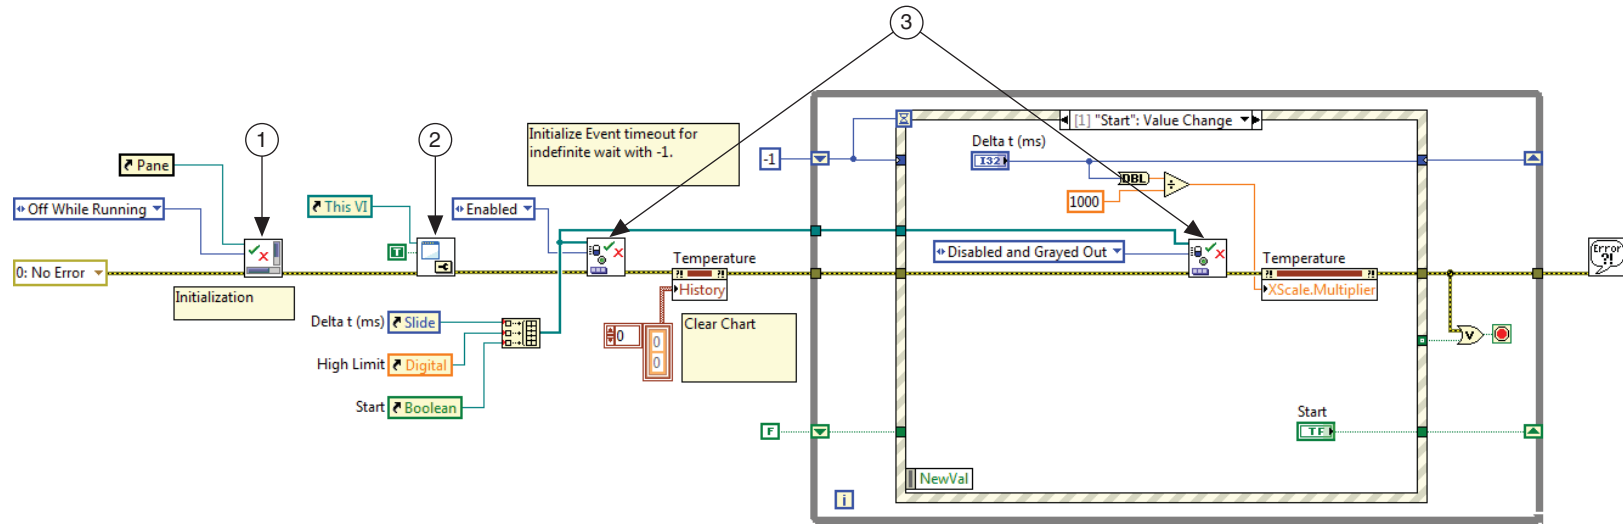 3
1
2
Pane
Off While Running
0: No Error
Initialization
This VI
T
Enabled
Initialize Event timeout for
indefinite wait with -1.
Temperature
?!
History
0
0
0
Clear Chart
Delta t (ms)
Slide
High Limit
Digital
Start
Boolean
-1
F
i
[1] "Start": Value Change
Delta t (ms)
I32
DBL
÷
1000
Disabled and Grayed Out
Temperature
?!
XScale.Multiplier
Start
TF
NewVal
V
Error
?!